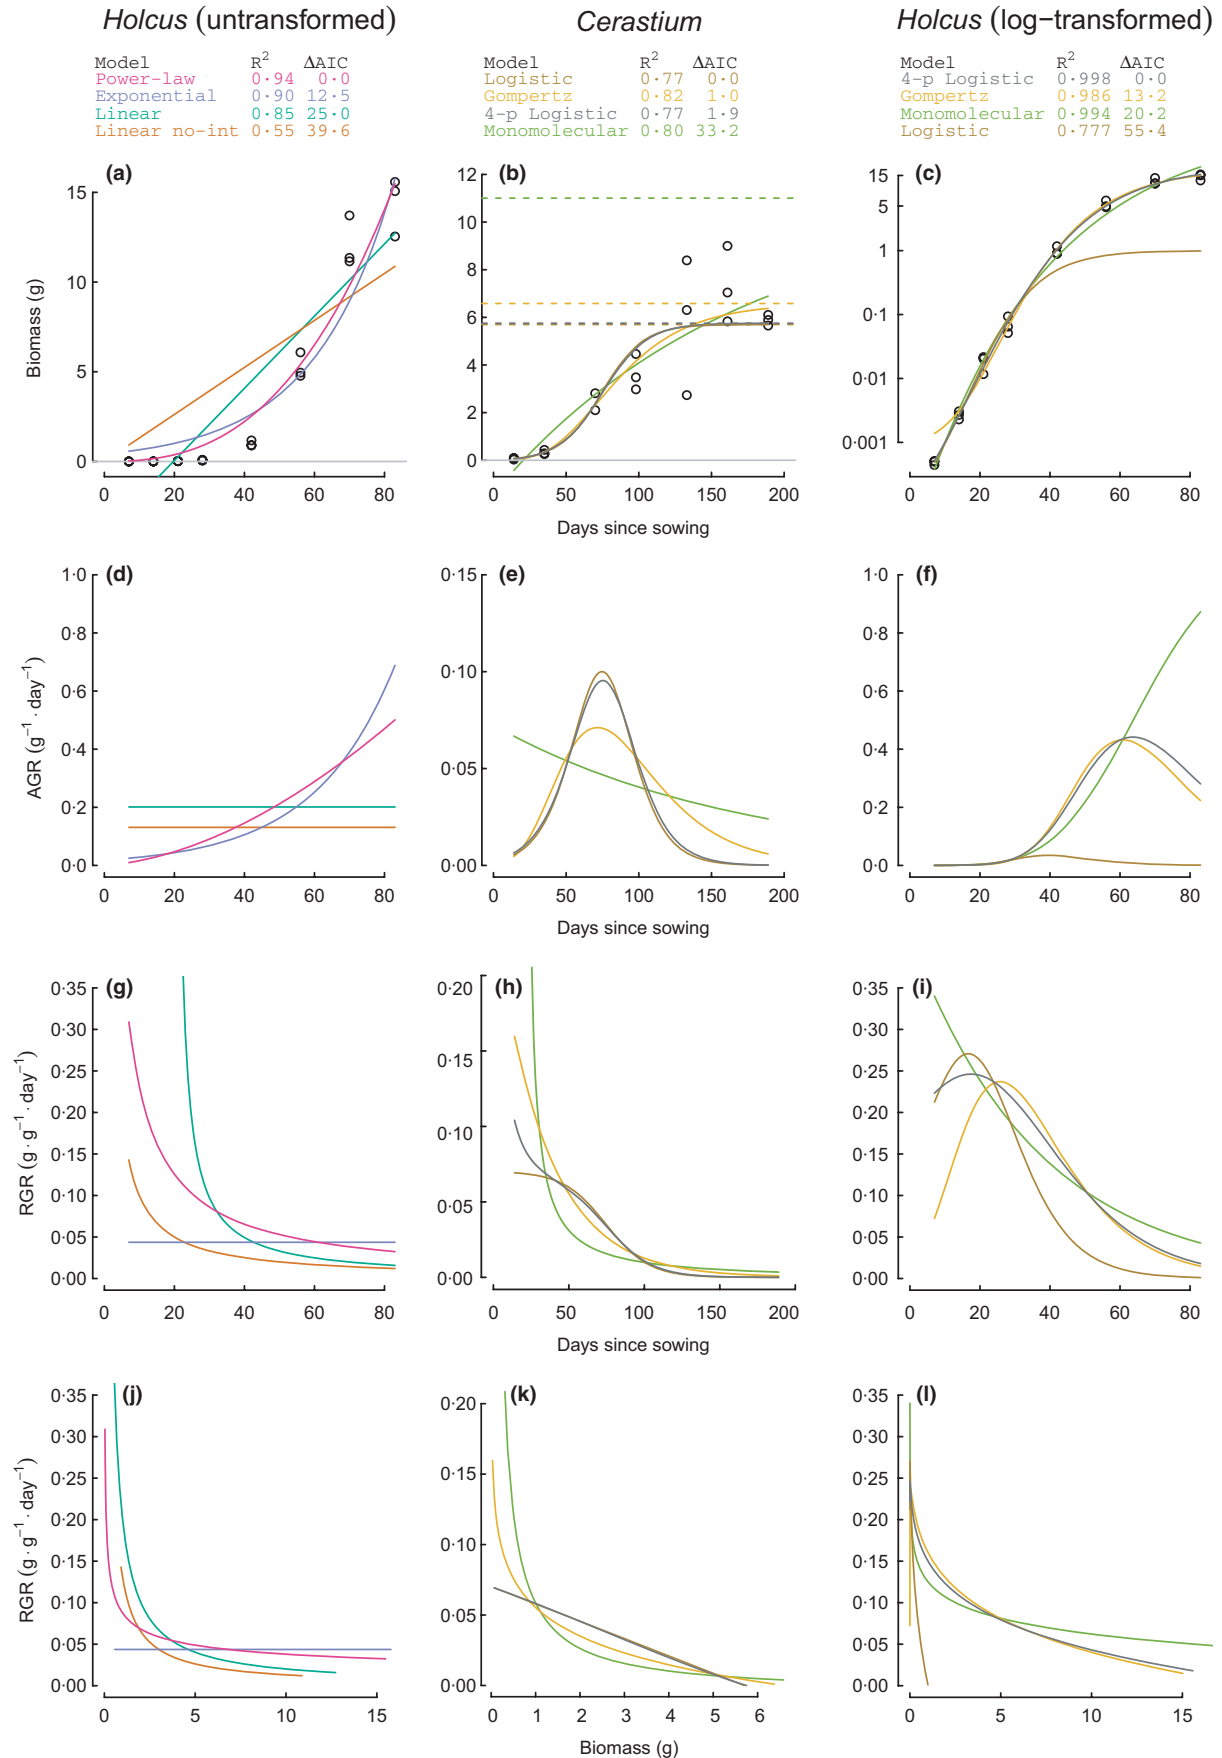 Holcus (untransformed)
Cerastium
Holcus (log−transformed)
Model R² ΔAIC
Power-law 0·94 0·0
Exponential 0·90 12·5
Linear 0·85 25·0
Linear no-int 0·55 39·6
Model R² ΔAIC
Logistic 0·77 0·0
Gompertz 0·82 1·0
4-p Logistic 0·77 1·9
Monomolecular 0·80 33·2
Model R² ΔAIC
4-p Logistic 0·998 0·0
Gompertz 0·986 13·2
Monomolecular 0·994 20·2
Logistic 0·777 55·4
(a)
Biomass (g)
15
10
5
0
0 20 40 60 80
(b)
12
10
8
6
4
2
0
0 50 100 150 200
Days since sowing
(c)
15
5
1
0·1
0·01
0·001
0 20 40 60 80
(d)
AGR (g⁻¹ · day⁻¹)
1·0
0·8
0·6
0·4
0·2
0·0
0 20 40 60 80
(e)
0·15
0·10
0·05
0·00
0 50 100 150 200
Days since sowing
(f)
1·0
0·8
0·6
0·4
0·2
0·0
0 20 40 60 80
(g)
RGR (g · g⁻¹ · day⁻¹)
0·35
0·30
0·25
0·20
0·15
0·10
0·05
0·00
0 20 40 60 80
(h)
0·20
0·15
0·10
0·05
0·00
0 50 100 150 200
Days since sowing
(i)
0·35
0·30
0·25
0·20
0·15
0·10
0·05
0·00
0 20 40 60 80
(j)
RGR (g · g⁻¹ · day⁻¹)
0·35
0·30
0·25
0·20
0·15
0·10
0·05
0·00
0 5 10 15
(k)
0·20
0·15
0·10
0·05
0·00
0 1 2 3 4 5 6
Biomass (g)
(l)
0·35
0·30
0·25
0·20
0·15
0·10
0·05
0·00
0 5 10 15